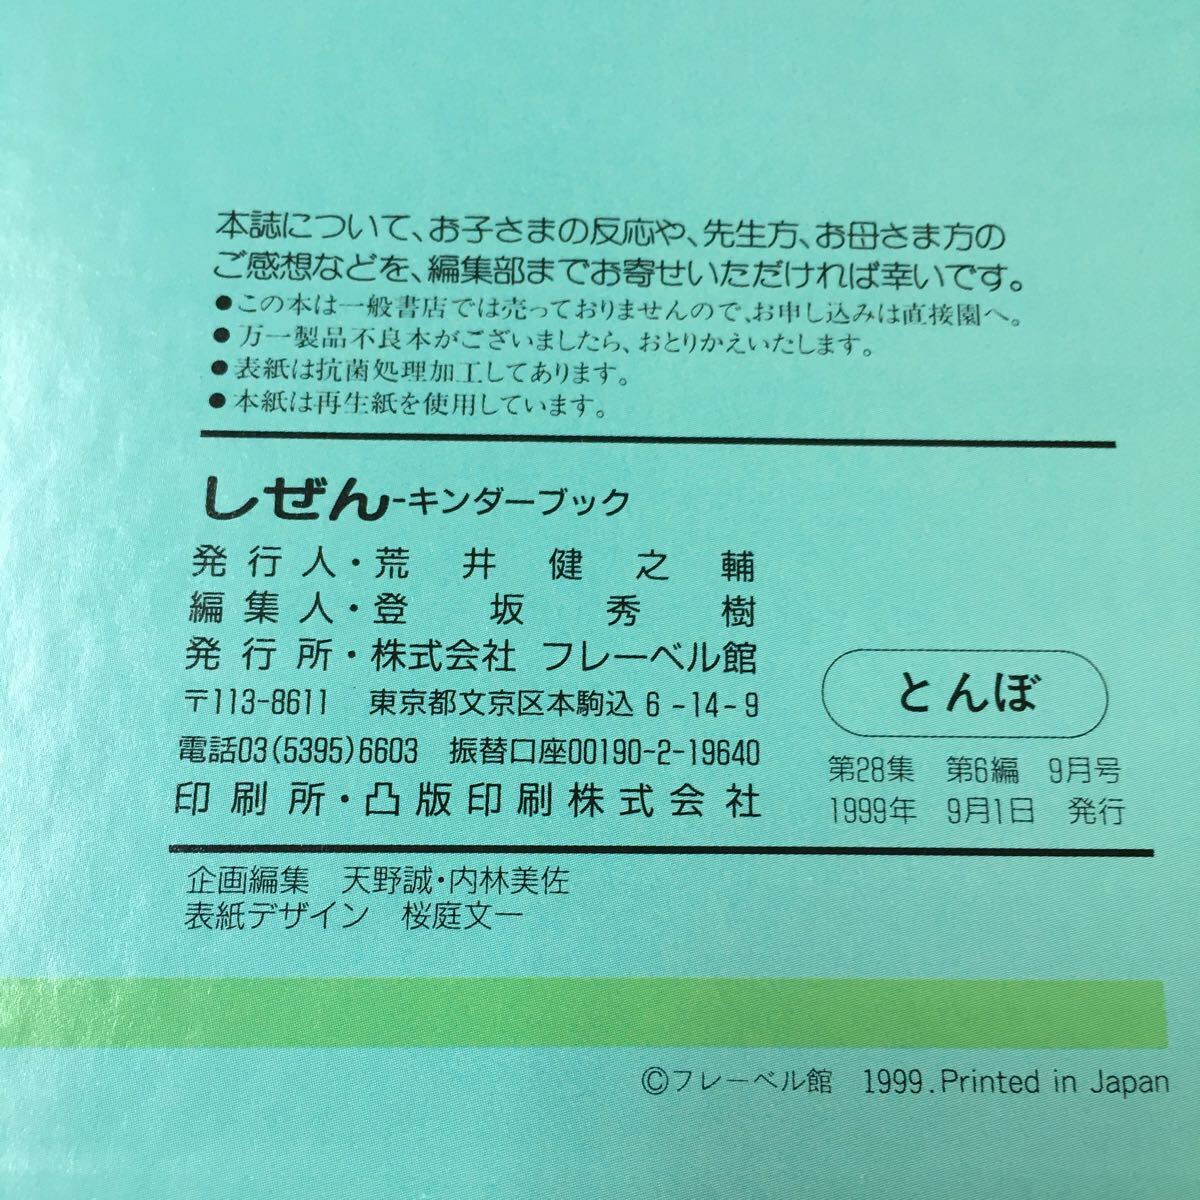 本誌について、お子さまの反応や、先生方、お母さま方の
ご感想などを、編集部までお寄せいただければ幸いです。
●この本は一般書店では売っておりませんので、お申し込みは直接園へ。
●万一製品不良本がございましたら、おとりかえいたします。
●表紙は抗菌処理加工してあります。
●本紙は再生紙を使用しています。
しぜん-キンダーブック
発行人・荒井健之輔
編集人・登坂秀樹
発行所・株式会社 フレーベル館
〒113-8611 東京都文京区本駒込6-14-9
電話03(5395)6603 振替口座00190-2-19640
印刷所・凸版印刷株式会社
とんぼ
第28集 第6編 9月号
1999年 9月1日 発行
企画編集 天野誠・内林美佐
表紙デザイン 桜庭文一
©フレーベル館 1999.Printed in Japan